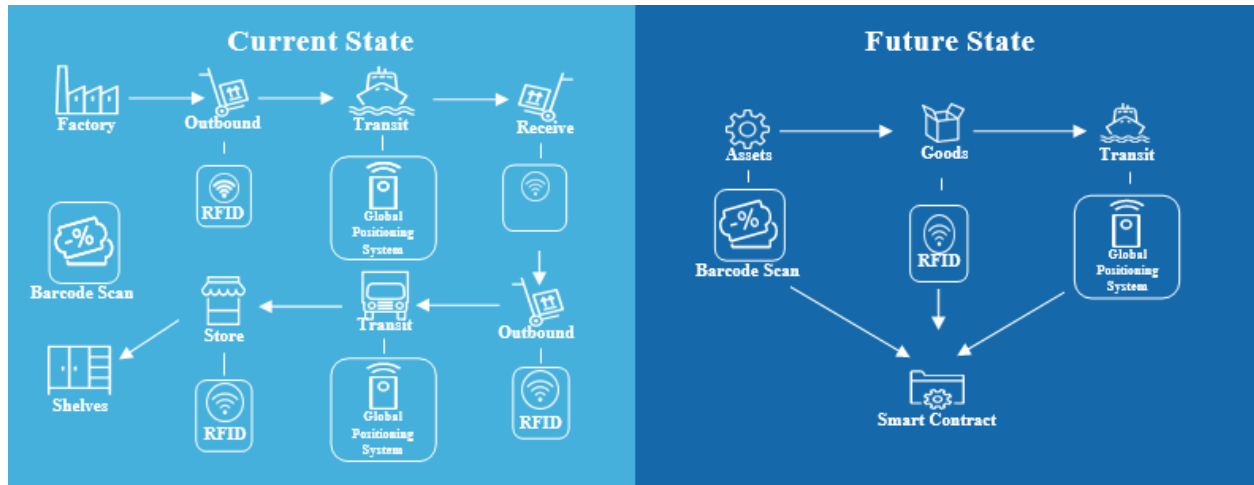 Current State
Factory
Outbound
Transit
Receive
RFID
Global
Positioning
System
-%
Barcode Scan
Store
Transit
Outbound
Shelves
RFID
Global
Positioning
System
RFID
Future State
Assets
Goods
Transit
-%
Barcode Scan
RFID
Global
Positioning
System
Smart Contract